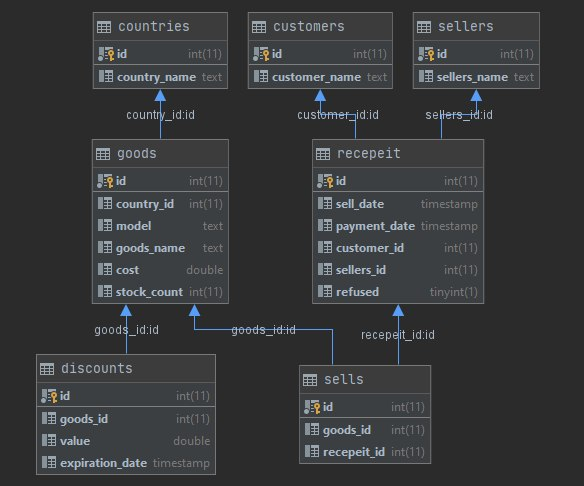 countries
id int(11)
country_name text
customers
id int(11)
customer_name text
sellers
id int(11)
sellers_name text
country_id:id
customer_id:id
sellers_id:id
goods
id int(11)
country_id int(11)
model text
goods_name text
cost double
stock_count int(11)
recepeit
id int(11)
sell_date timestamp
payment_date timestamp
customer_id int(11)
sellers_id int(11)
refused tinyint(1)
goods_id:id
goods_id:id
recepeit_id:id
discounts
id int(11)
goods_id int(11)
value double
expiration_date timestamp
sells
id int(11)
goods_id int(11)
recepeit_id int(11)